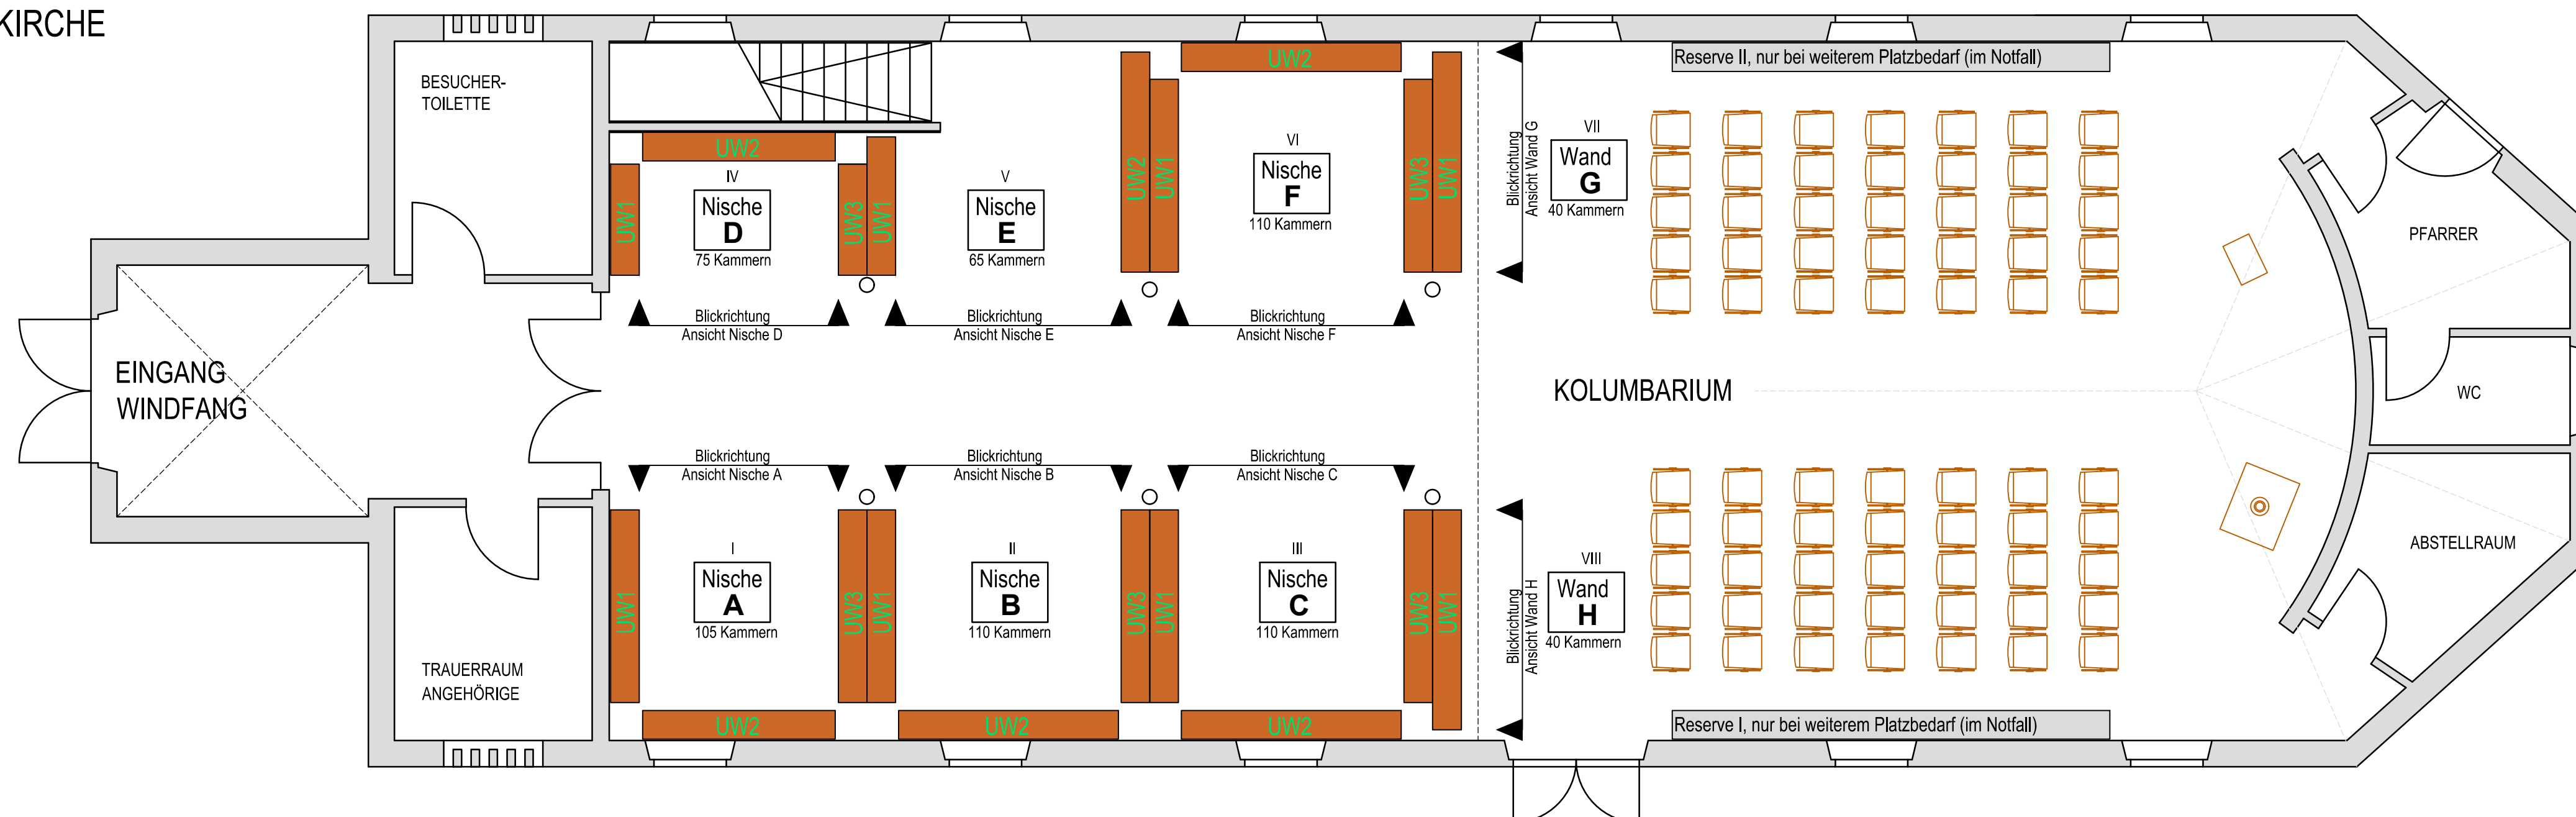 KIRCHE
BESUCHER-
TOILETTE
EINGANG
WINDFANG
TRAUERRAUM
ANGEHÖRIGE
UW2
UW1
IV
Nische
D
75 Kammern
UW3
UW1
V
Nische
E
65 Kammern
UW2
UW1
UW2
VI
Nische
F
110 Kammern
UW3
UW1
Blickrichtung
Ansicht Nische D
Blickrichtung
Ansicht Nische E
Blickrichtung
Ansicht Nische F
Blickrichtung
Ansicht Nische A
Blickrichtung
Ansicht Nische B
Blickrichtung
Ansicht Nische C
UW1
I
Nische
A
105 Kammern
UW2
UW3
UW1
II
Nische
B
110 Kammern
UW2
UW3
UW1
III
Nische
C
110 Kammern
UW2
UW3
UW1
Blickrichtung
Ansicht Wand G
VII
Wand
G
40 Kammern
Reserve II, nur bei weiterem Platzbedarf (im Notfall)
KOLUMBARIUM
Blickrichtung
Ansicht Wand H
VIII
Wand
H
40 Kammern
Reserve I, nur bei weiterem Platzbedarf (im Notfall)
PFARRER
WC
ABSTELLRAUM